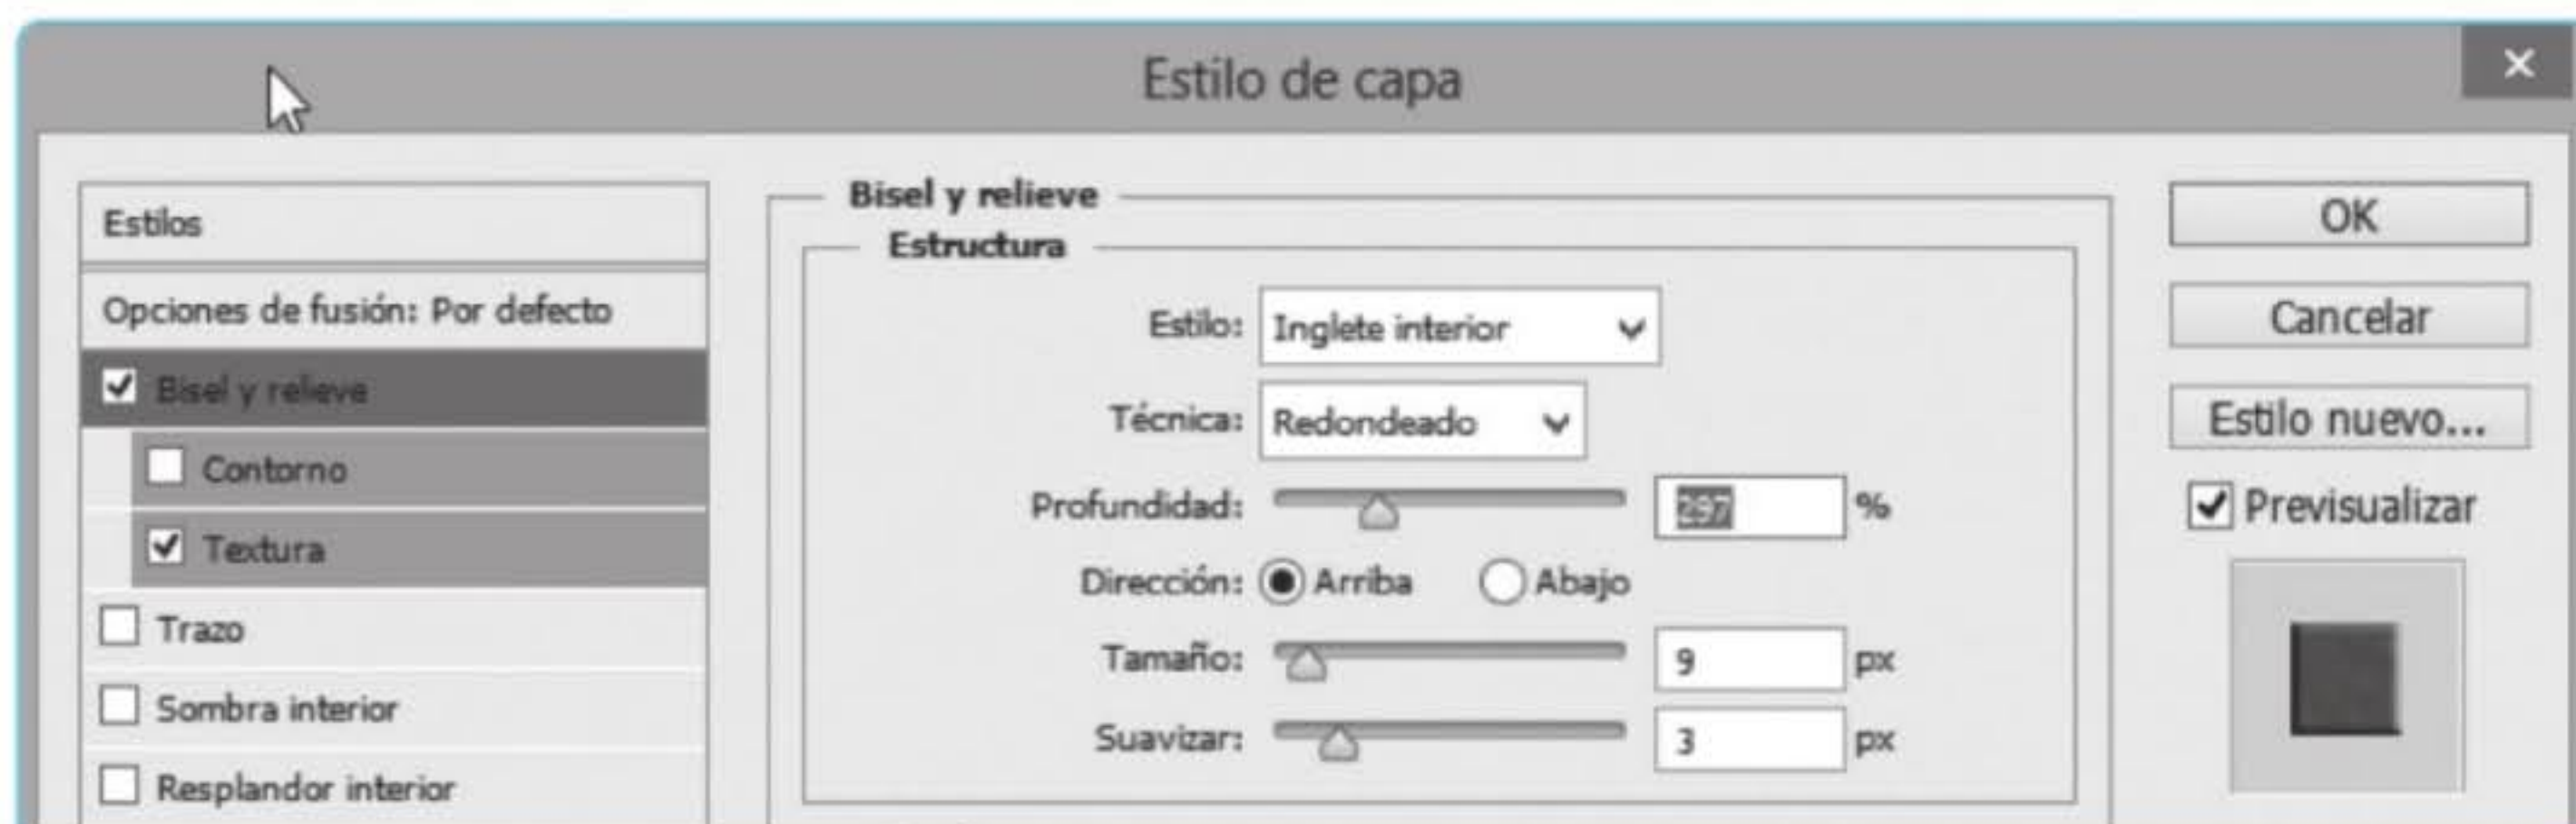 Estilo de capa
Estilos
Opciones de fusión: Por defecto
Bisel y relieve
Contorno
Textura
Trazo
Sombra interior
Resplandor interior
Bisel y relieve
Estructura
Estilo: Inglete interior
Técnica: Redondeado
Profundidad: 297 %
Dirección: Arriba Abajo
Tamaño: 9 px
Suavizar: 3 px
OK
Cancelar
Estilo nuevo...
Previsualizar